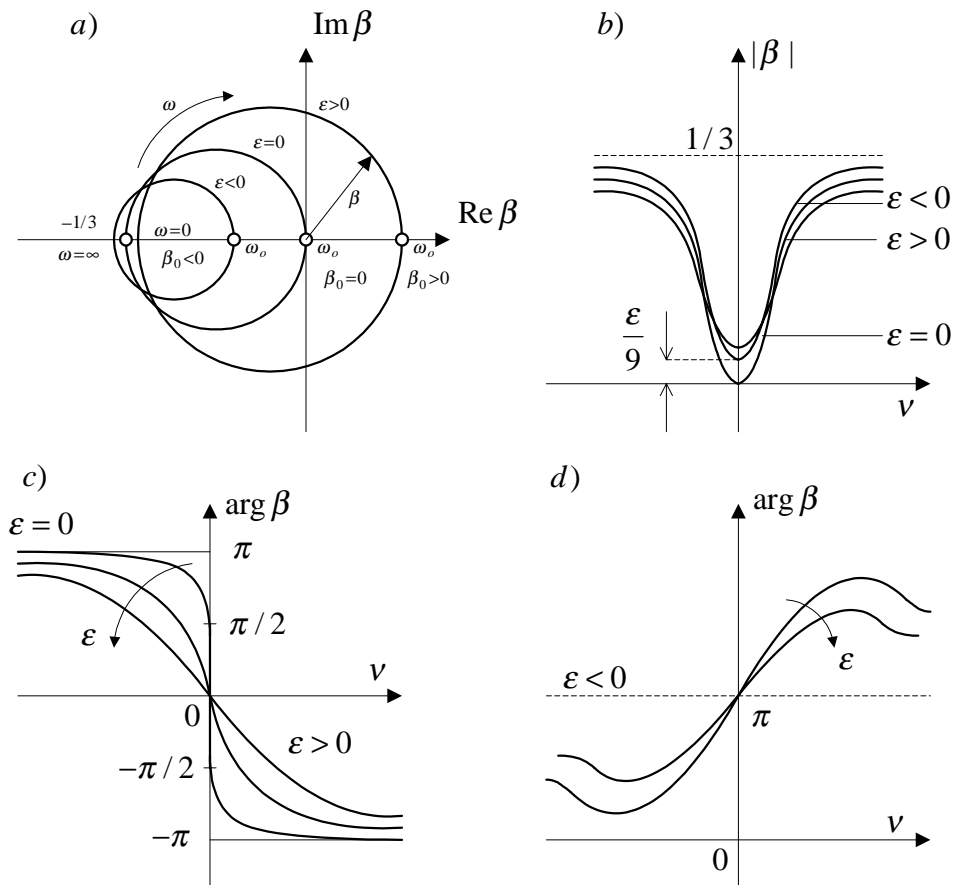 a)
Im β
ω
ε>0
ε=0
ε<0
β
Re β
−1/3
ω=∞
ω=0
β₀<0
ωₒ
ωₒ
ωₒ
β₀=0
β₀>0
b)
|β|
1/3
ε<0
ε>0
ε=0
ε
9
ν
c)
arg β
ε=0
π
π/2
ε
ν
0
ε>0
−π/2
−π
d)
arg β
ε
ε<0
π
ν
0